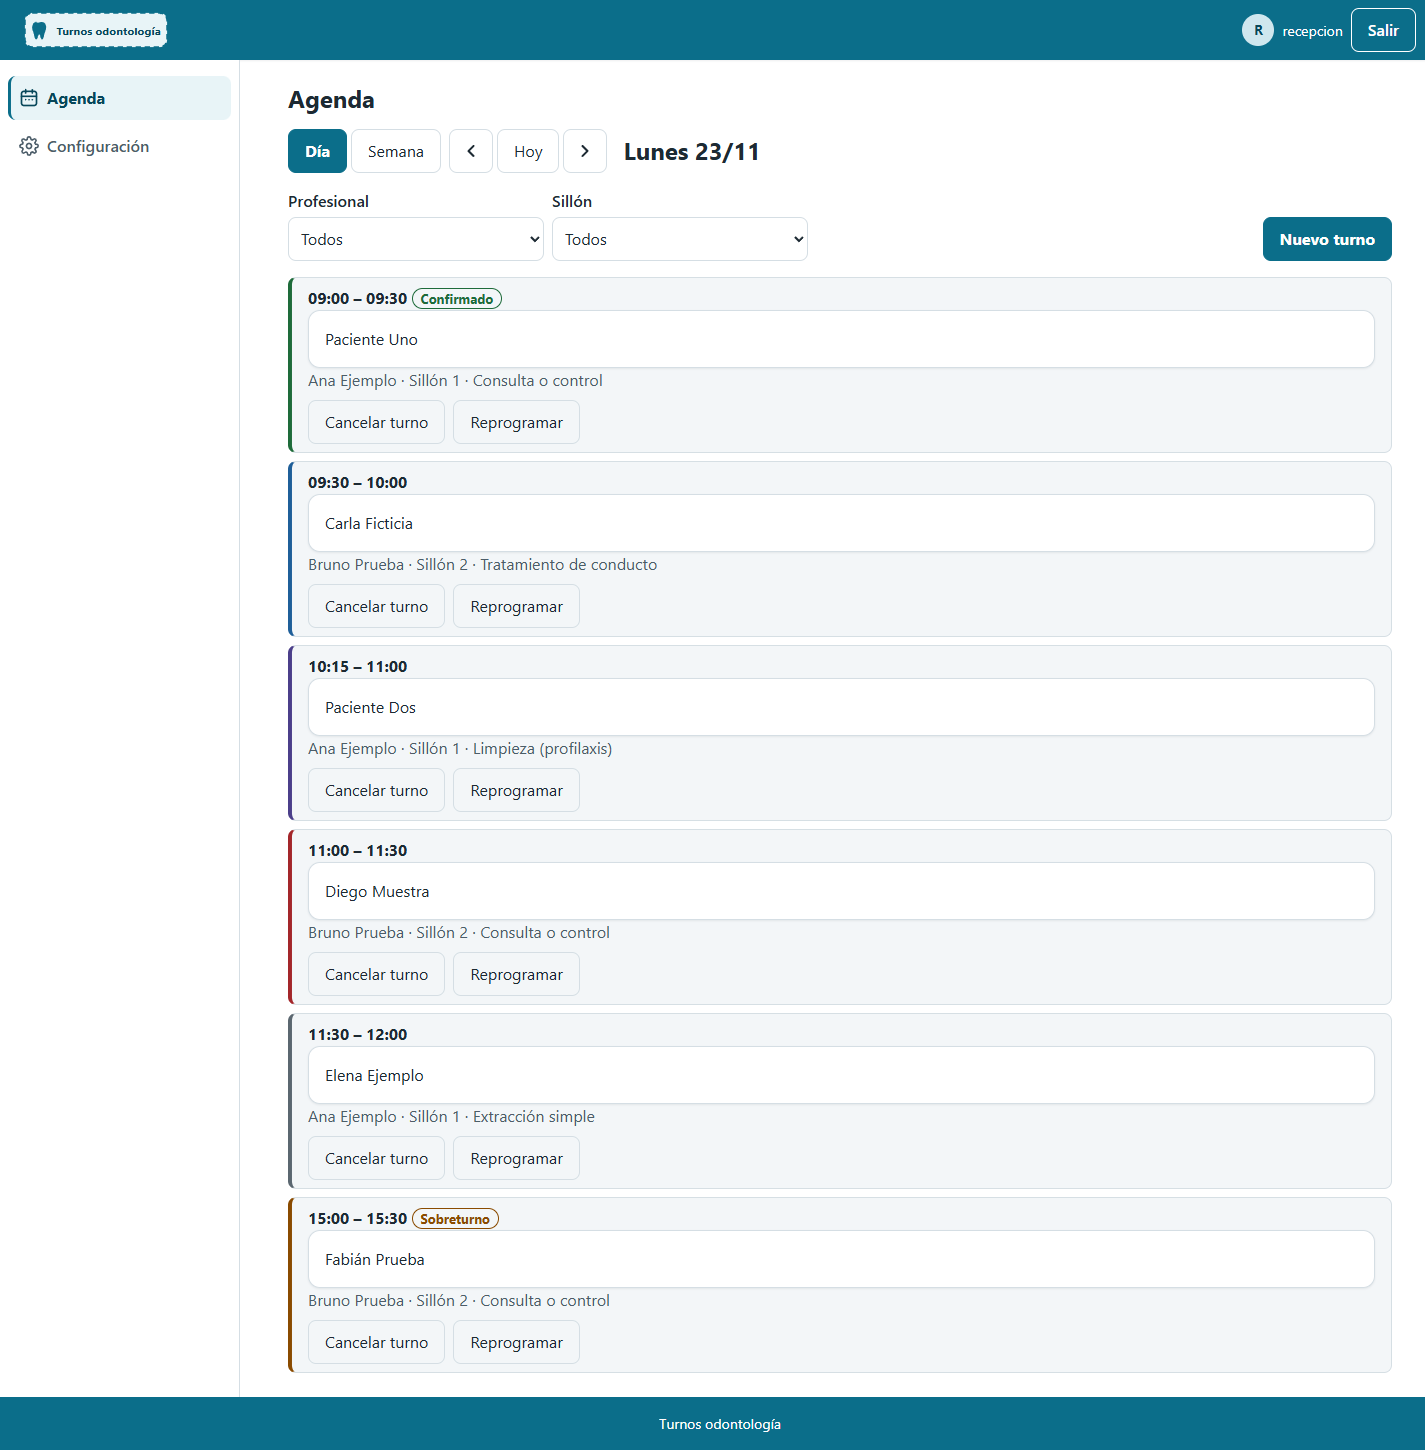 Turnos odontología
R recepcion Salir
Agenda
Configuración
Agenda
Día Semana Hoy Lunes 23/11
Profesional Sillón
Todos Todos Nuevo turno
09:00 – 09:30 Confirmado
Paciente Uno
Ana Ejemplo · Sillón 1 · Consulta o control
Cancelar turno Reprogramar
09:30 – 10:00
Carla Ficticia
Bruno Prueba · Sillón 2 · Tratamiento de conducto
Cancelar turno Reprogramar
10:15 – 11:00
Paciente Dos
Ana Ejemplo · Sillón 1 · Limpieza (profilaxis)
Cancelar turno Reprogramar
11:00 – 11:30
Diego Muestra
Bruno Prueba · Sillón 2 · Consulta o control
Cancelar turno Reprogramar
11:30 – 12:00
Elena Ejemplo
Ana Ejemplo · Sillón 1 · Extracción simple
Cancelar turno Reprogramar
15:00 – 15:30 Sobreturno
Fabián Prueba
Bruno Prueba · Sillón 2 · Consulta o control
Cancelar turno Reprogramar
Turnos odontología